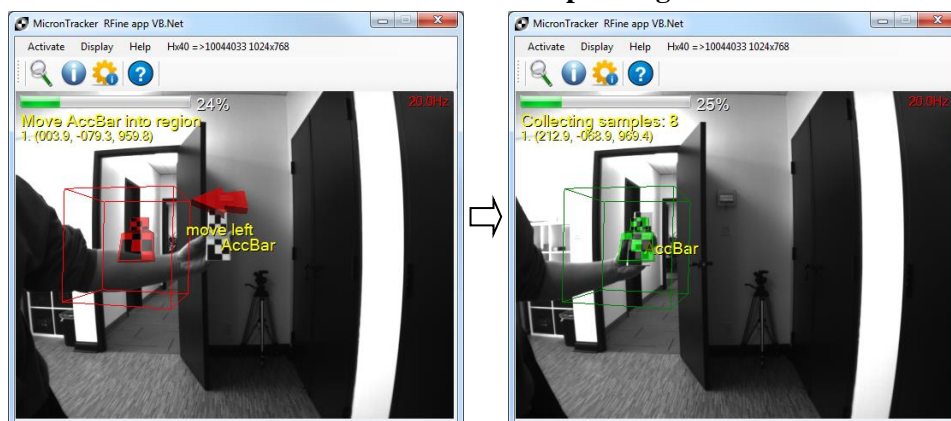 MicronTracker RFine app VB.Net
Activate Display Help Hx40 =>10044033 1024x768
24%
20.0Hz
Move AccBar into region
1. (003.9, -079.3, 959.8)
move left
AccBar
MicronTracker RFine app VB.Net
Activate Display Help Hx40 =>10044033 1024x768
25%
20.0Hz
Collecting samples: 8
1. (212.9, -068.9, 969.4)
AccBar